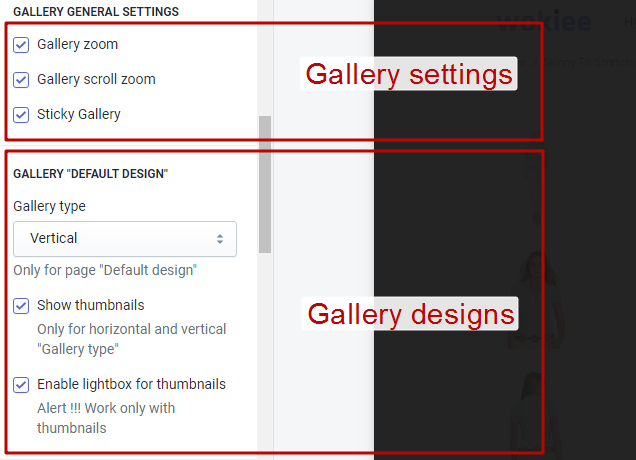 GALLERY GENERAL SETTINGS
wokiee
Gallery zoom
Gallery scroll zoom
Sticky Gallery
Gallery settings
GALLERY "DEFAULT DESIGN"
Gallery type
Vertical
Only for page "Default design"
Show thumbnails
Only for horizontal and vertical
"Gallery type"
Enable lightbox for thumbnails
Alert !!! Work only with
thumbnails
Gallery designs